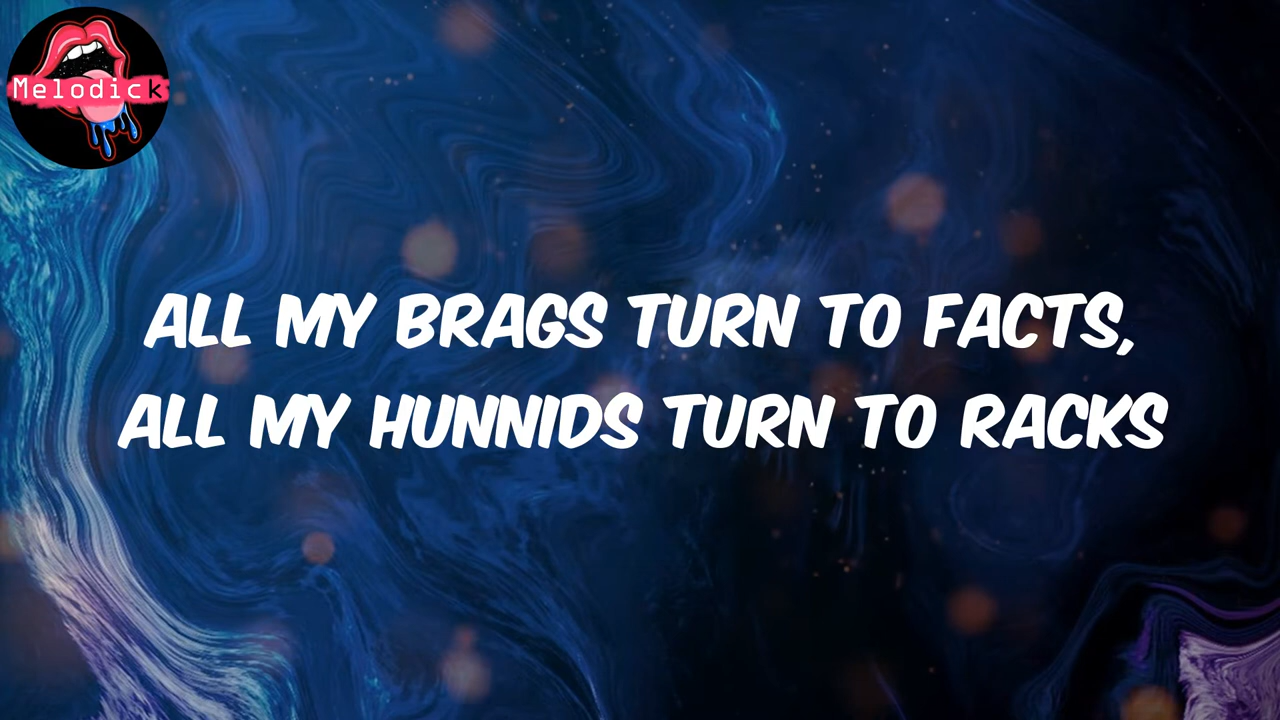 Melodick
ALL MY BRAGS TURN TO FACTS,
ALL MY HUNNIDS TURN TO RACKS